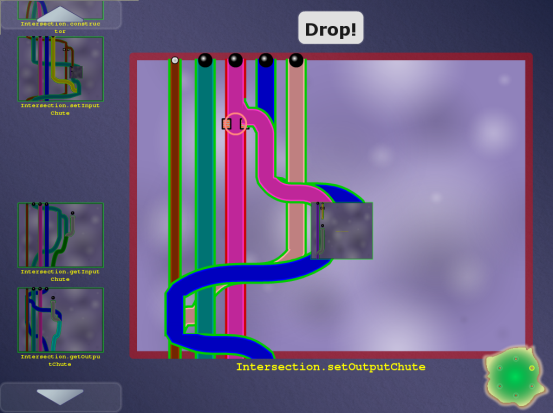 Intersection.construc
tor
Drop!
Intersection.setInput
Chute
Intersection.getInput
Chute
Intersection.getOutpu
tChute
Intersection.setOutputChute